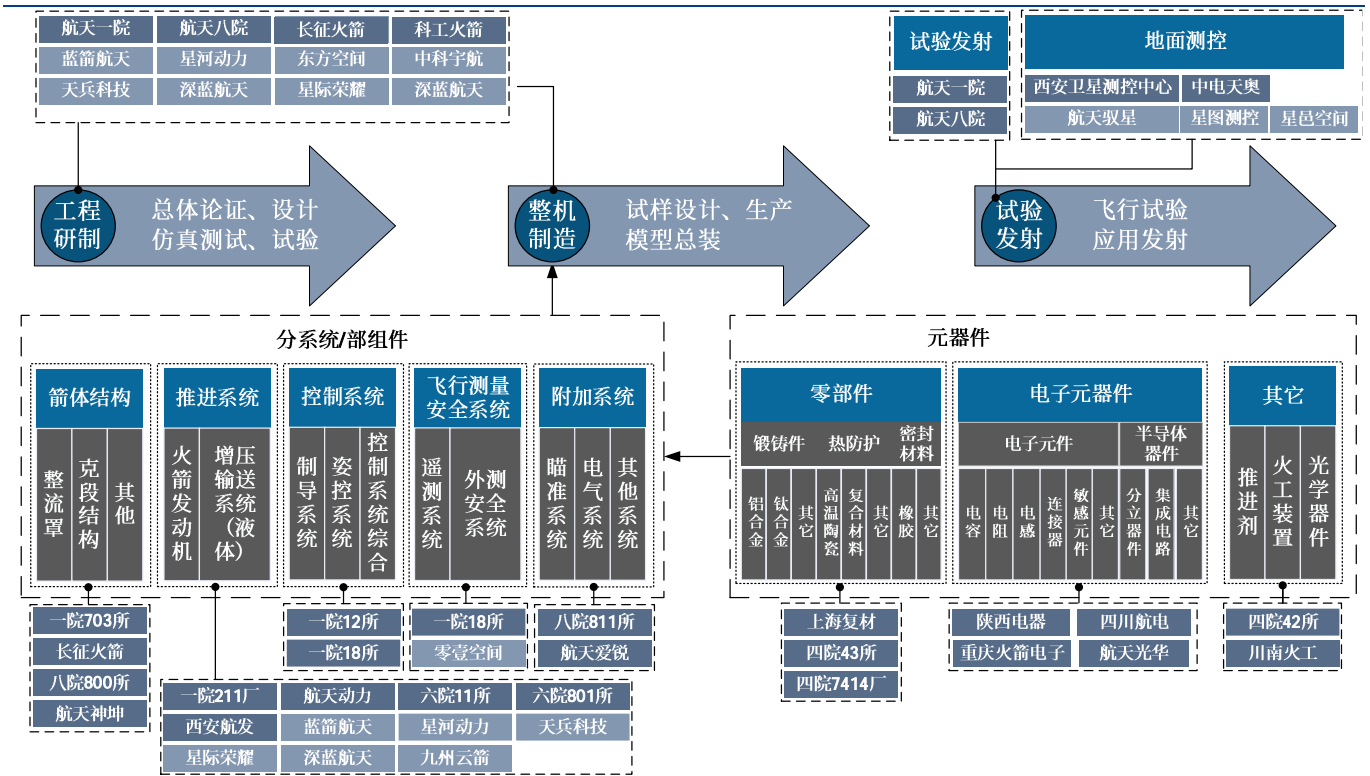 航天一院 航天八院 长征火箭 科工火箭
蓝箭航天 星河动力 东方空间 中科宇航
天兵科技 深蓝航天 星际荣耀 深蓝航天
试验发射
航天一院
航天八院
地面测控
西安卫星测控中心 中电天奥
航天驭星 星图测控 星邑空间
工程
研制
总体论证、设计
仿真测试、试验
整机
制造
试样设计、生产
模型总装
试验
发射
飞行试验
应用发射
分系统/部组件
箭体结构
整流罩
克段结构
其他
推进系统
火箭发动机
增压输送系统（液体）
控制系统
制导系统
姿控系统
控制系统综合
飞行测量
安全系统
遥测系统
外测安全系统
附加系统
瞄准系统
电气系统
其他系统
元器件
零部件
锻铸件 热防护 密封
材料
铝合金
钛合金
其它
高温陶瓷
复合材料
其它
橡胶
其它
电子元器件
电子元件 半导体
器件
电容
电阻
电感
连接器
敏感元件
其它
分立器件
集成电路
其它
其它
推进剂
火工装置
光学器件
一院703所
长征火箭
八院800所
航天神坤
一院12所
一院18所
一院18所
零壹空间
八院811所
航天爱锐
一院211厂 航天动力 六院11所 六院801所
西安航发 蓝箭航天 星河动力 天兵科技
星际荣耀 深蓝航天 九州云箭
上海复材
四院43所
四院7414厂
陕西电器 四川航电
重庆火箭电子 航天光华
四院42所
川南火工